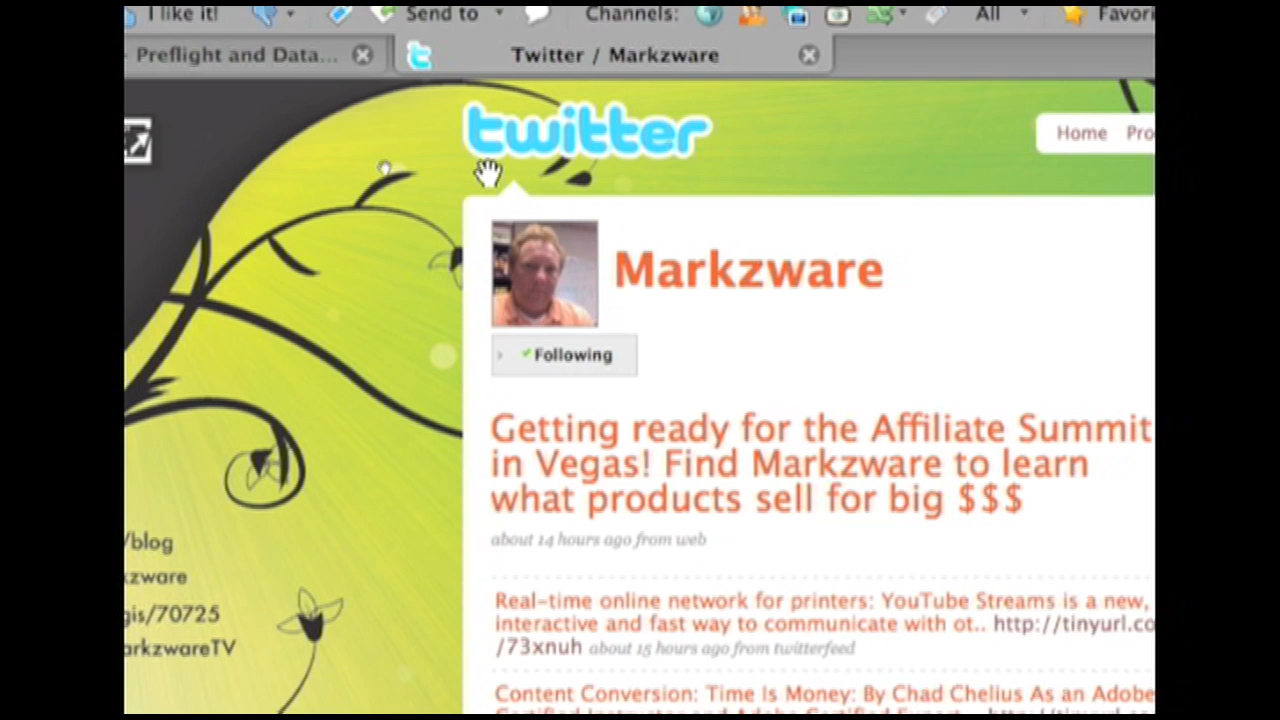 I like it!
Send to
Channels:
All
Favori
Preflight and Data...
Twitter / Markzware
twitter
Home Pro
Markzware
Following
Getting ready for the Affiliate Summit
in Vegas! Find Markzware to learn
what products sell for big $$$
about 14 hours ago from web
/blog
kzware
gis/70725
arkzwareTV
Real-time online network for printers: YouTube Streams is a new,
interactive and fast way to communicate with ot.. http://tinyurl.co
/73xnuh about 15 hours ago from twitterfeed
Content Conversion: Time Is Money: By Chad Chelius As an Adobe